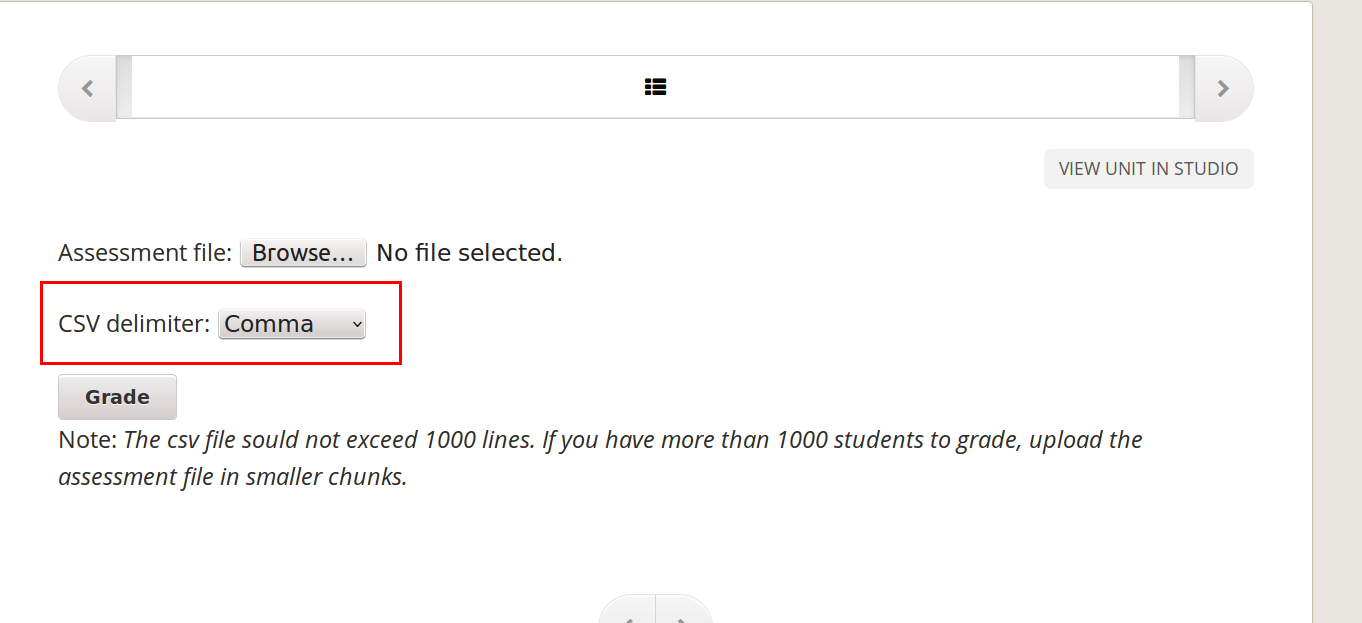 VIEW UNIT IN STUDIO
Assessment file: Browse... No file selected.
CSV delimiter: Comma
Grade
Note: The csv file sould not exceed 1000 lines. If you have more than 1000 students to grade, upload the
assessment file in smaller chunks.